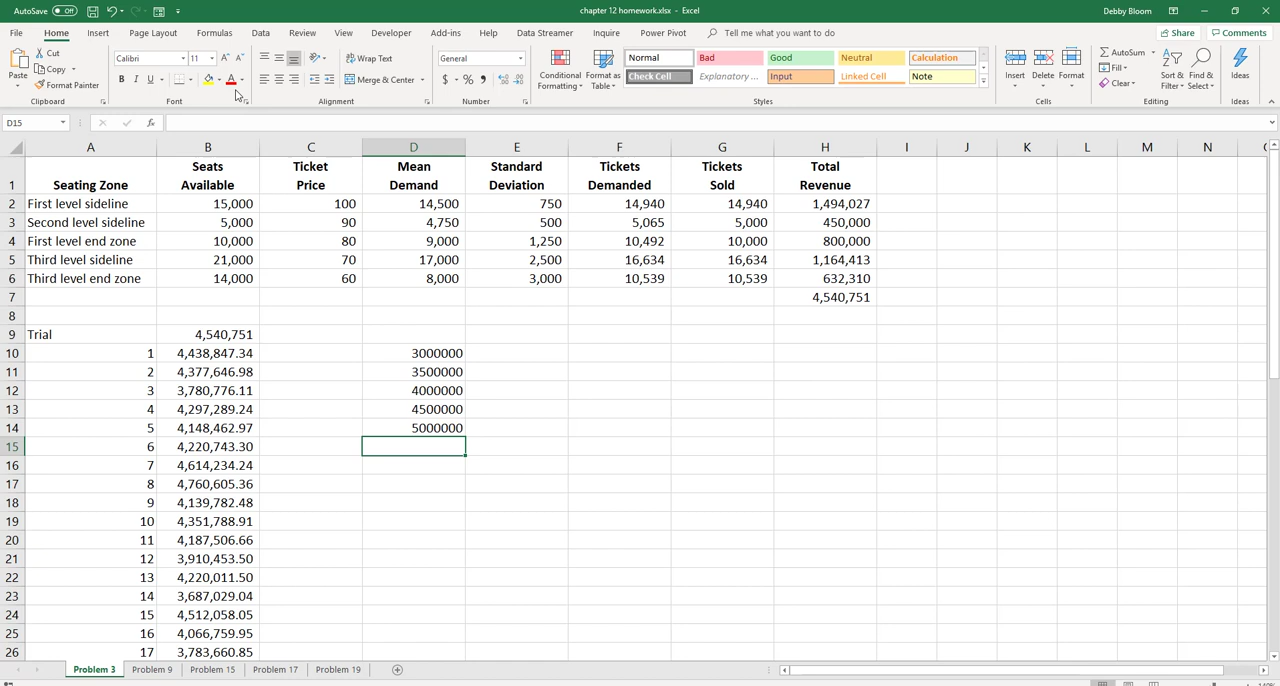 AutoSave Off chapter 12 homework.xlsx - Excel Debby Bloom
File Home Insert Page Layout Formulas Data Review View Developer Add-ins Help Data Streamer Inquire Power Pivot Tell me what you want to do Share Comments
Paste Cut Copy Format Painter Calibri 11 Wrap Text General Conditional Formatting Format as Table Normal Bad Good Neutral Calculation Insert Delete Format AutoSum Fill Clear Sort & Filter Find & Select Ideas
B I U Merge & Center $ % Check Cell Explanatory ... Input Linked Cell Note
Clipboard Font Alignment Number Styles Cells Editing Ideas
D15 fx
A B C D E F G H I J K L M N
1 Seating Zone Seats Available Ticket Price Mean Demand Standard Deviation Tickets Demanded Tickets Sold Total Revenue
2 First level sideline 15,000 100 14,500 750 14,940 14,940 1,494,027
3 Second level sideline 5,000 90 4,750 500 5,065 5,000 450,000
4 First level end zone 10,000 80 9,000 1,250 10,492 10,000 800,000
5 Third level sideline 21,000 70 17,000 2,500 16,634 16,634 1,164,413
6 Third level end zone 14,000 60 8,000 3,000 10,539 10,539 632,310
7 4,540,751
8
9 Trial 4,540,751
10 1 4,438,847.34 3000000
11 2 4,377,646.98 3500000
12 3 3,780,776.11 4000000
13 4 4,297,289.24 4500000
14 5 4,148,462.97 5000000
15 6 4,220,743.30
16 7 4,614,234.24
17 8 4,760,605.36
18 9 4,139,782.48
19 10 4,351,788.91
20 11 4,187,506.66
21 12 3,910,453.50
22 13 4,220,011.50
23 14 3,687,029.04
24 15 4,512,058.05
25 16 4,066,759.95
26 17 3,783,660.85
Problem 3 Problem 9 Problem 15 Problem 17 Problem 19